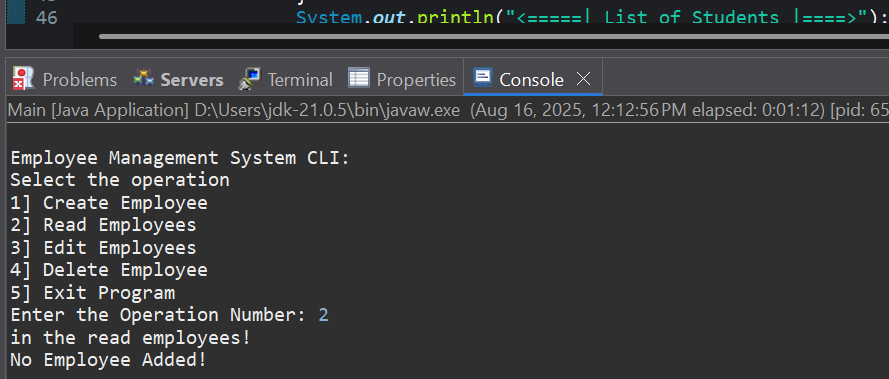 46 System.out.println("<=====| List of Students |====>");
Problems Servers Terminal Properties Console
Main [Java Application] D:\Users\jdk-21.0.5\bin\javaw.exe (Aug 16, 2025, 12:12:56 PM elapsed: 0:01:12) [pid: 65
Employee Management System CLI:
Select the operation
1] Create Employee
2] Read Employees
3] Edit Employees
4] Delete Employee
5] Exit Program
Enter the Operation Number: 2
in the read employees!
No Employee Added!